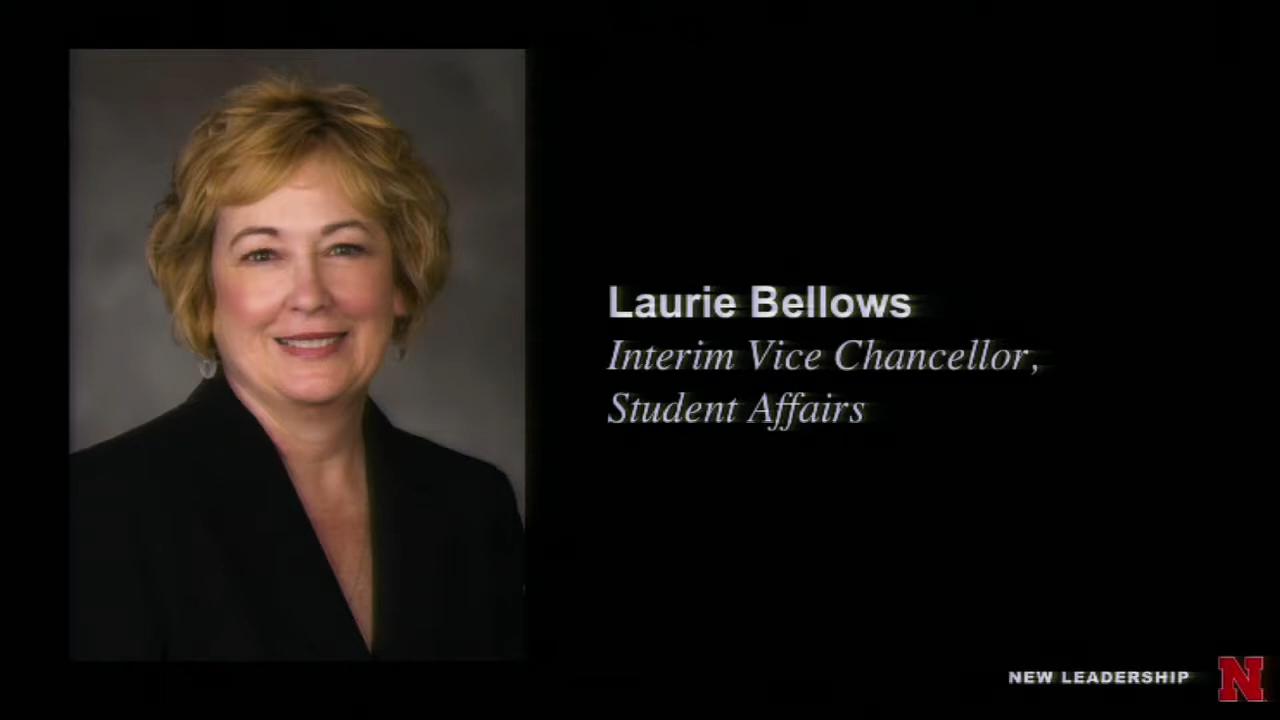 Laurie Bellows
Interim Vice Chancellor,
Student Affairs
NEW LEADERSHIP
N